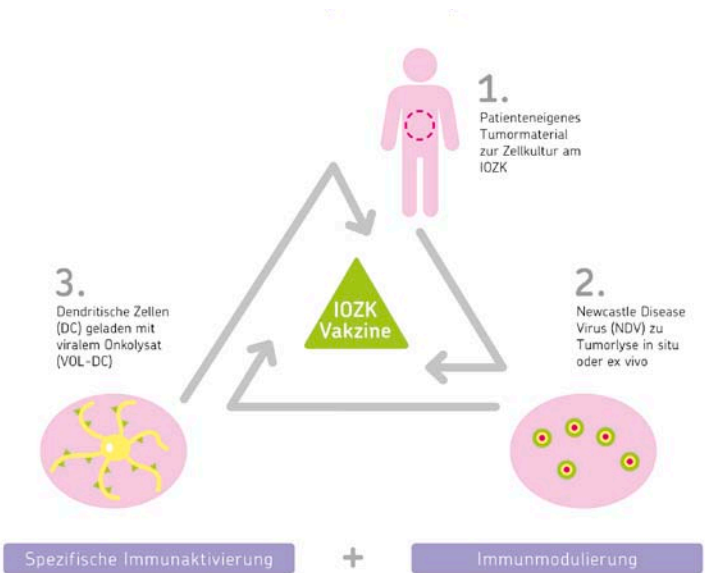 1.
Patienteneigenes
Tumormaterial
zur Zellkultur am
IOZK
IOZK
Vakzine
2.
Newcastle Disease
Virus (NDV) zu
Tumorlyse in situ
oder ex vivo
3.
Dendritische Zellen
(DC) geladen mit
viralem Onkolysat
(VOL-DC)
Spezifische Immunaktivierung
+
Immunmodulierung